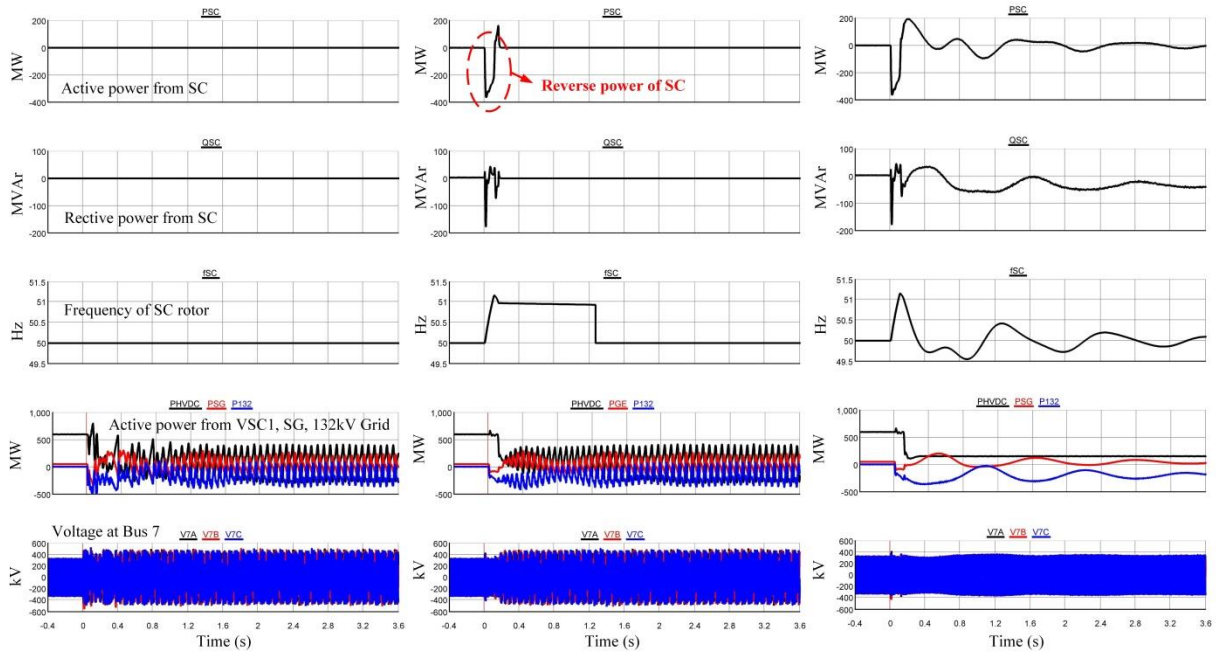 PSC
200
0
-200
-400
MW
Active power from SC
QSC
100
0
-100
-200
MVAr
Rective power from SC
fSC
51.5
51
50.5
50
49.5
Hz
Frequency of SC rotor
PHVDC PSG P132
1,000
500
0
-500
MW
Active power from VSC1, SG, 132kV Grid
Voltage at Bus 7
V7A V7B V7C
600
400
200
0
-200
-400
-600
kV
-0.4 0 0.4 0.8 1.2 1.6 2 2.4 2.8 3.2 3.6
Time (s)
PSC
200
0
-200
-400
MW
Reverse power of SC
QSC
100
0
-100
-200
MVAr
fSC
51.5
51
50.5
50
49.5
Hz
PHVDC PGE P132
1,000
500
0
-500
MW
V7A V7B V7C
600
400
200
0
-200
-400
-600
kV
-0.4 0 0.4 0.8 1.2 1.6 2 2.4 2.8 3.2 3.6
Time (s)
PSC
200
0
-200
-400
MW
QSC
100
0
-100
-200
MVAr
fSC
51.5
51
50.5
50
49.5
Hz
PHVDC PSG P132
1,000
500
0
-500
MW
V7A V7B V7C
600
400
200
0
-200
-400
-600
kV
-0.4 0 0.4 0.8 1.2 1.6 2 2.4 2.8 3.2 3.6
Time (s)